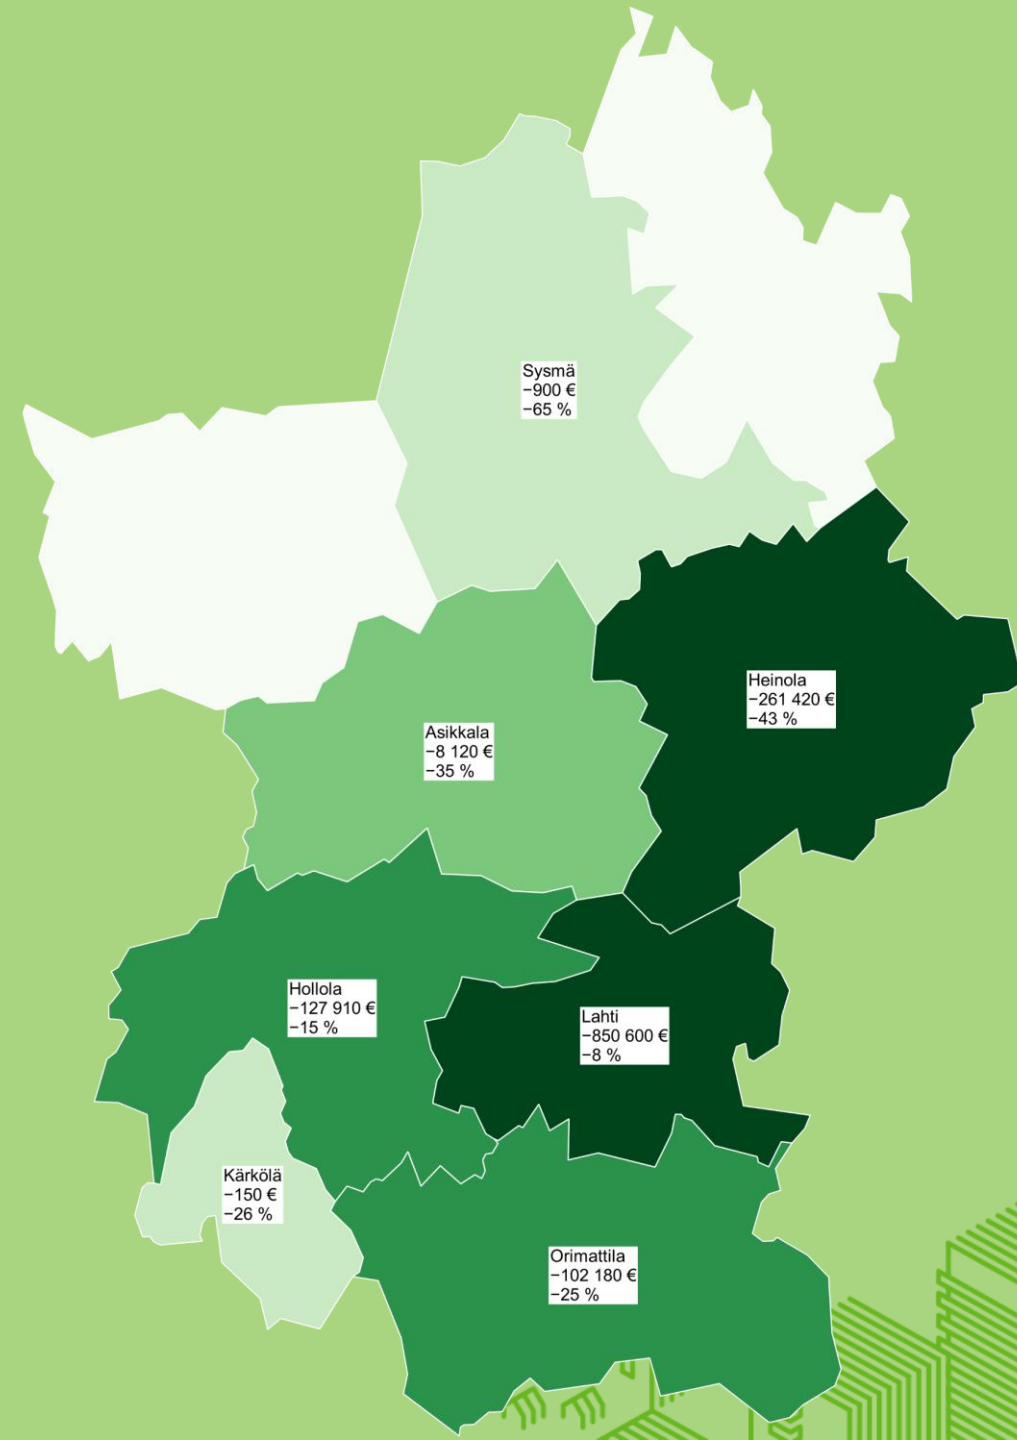 Sysmä
−900 €
−65 %
Heinola
−261 420 €
−43 %
Asikkala
−8 120 €
−35 %
Hollola
−127 910 €
−15 %
Lahti
−850 600 €
−8 %
Kärkölä
−150 €
−26 %
Orimattila
−102 180 €
−25 %